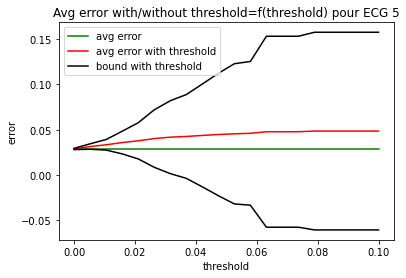 Avg error with/without threshold=f(threshold) pour ECG 5
avg error
avg error with threshold
bound with threshold
0.15
0.10
0.05
0.00
−0.05
error
0.00 0.02 0.04 0.06 0.08 0.10
threshold